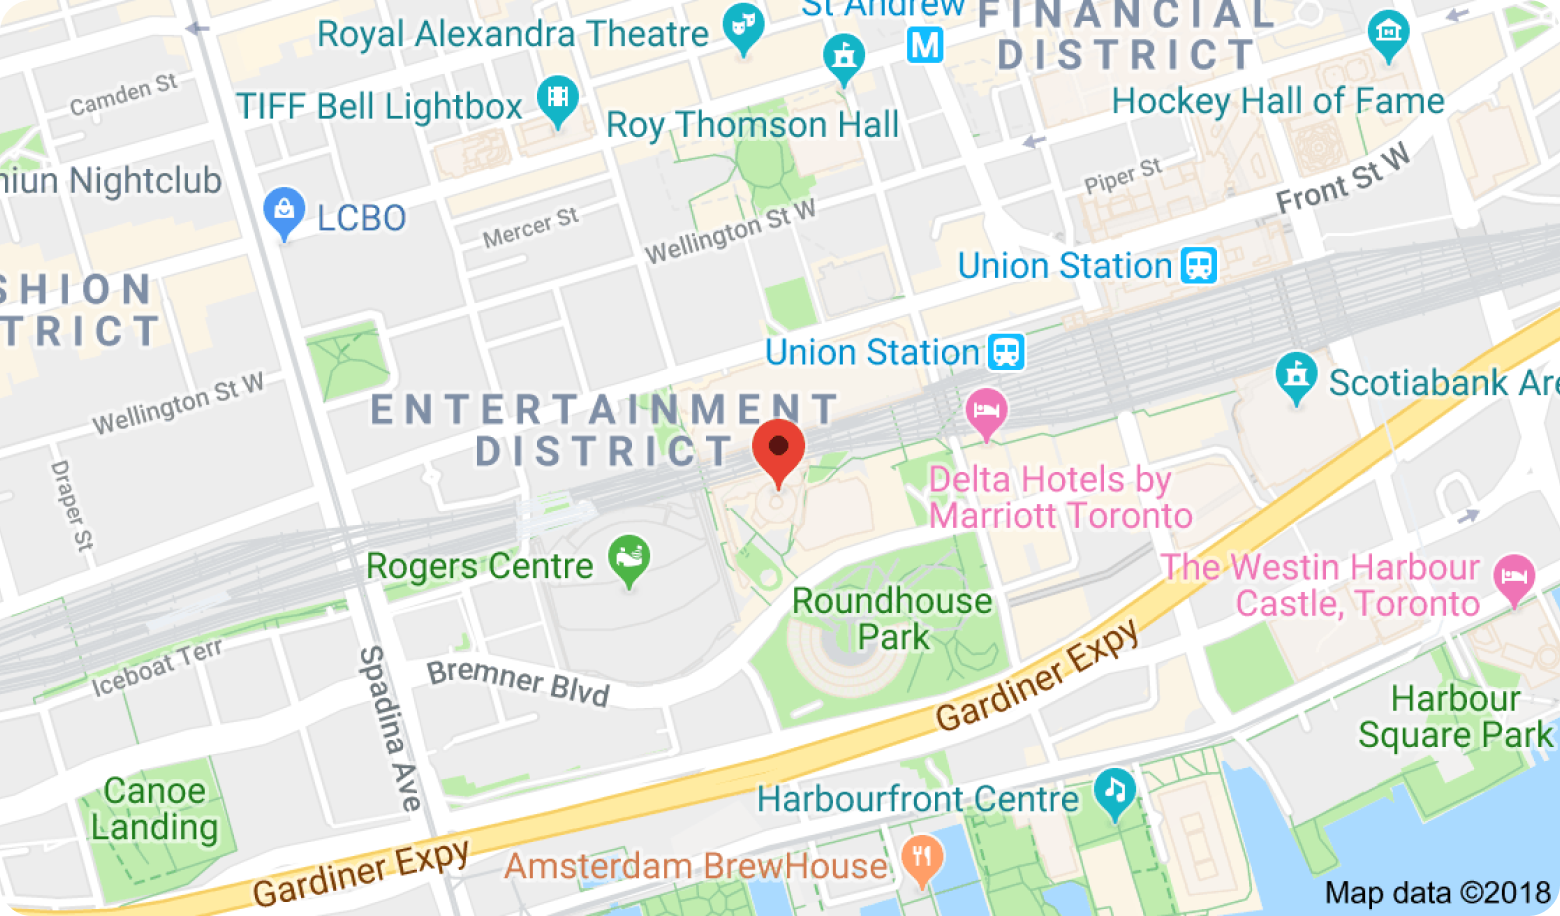 St Andrew
FINANCIAL
DISTRICT
Royal Alexandra Theatre
M
Hockey Hall of Fame
Camden St
TIFF Bell Lightbox
Roy Thomson Hall
Piper St
Front St W
Nightclub
LCBO
Mercer St
Wellington St W
Union Station
SHION
TRICT
Union Station
Wellington St W
ENTERTAINMENT
DISTRICT
Scotiabank Are
Draper St
Delta Hotels by
Marriott Toronto
Rogers Centre
The Westin Harbour
Castle, Toronto
Roundhouse
Park
Iceboat Terr
Bremner Blvd
Spadina Ave
Gardiner Expy
Harbour
Square Park
Canoe
Landing
Harbourfront Centre
Gardiner Expy
Amsterdam BrewHouse
Map data ©2018